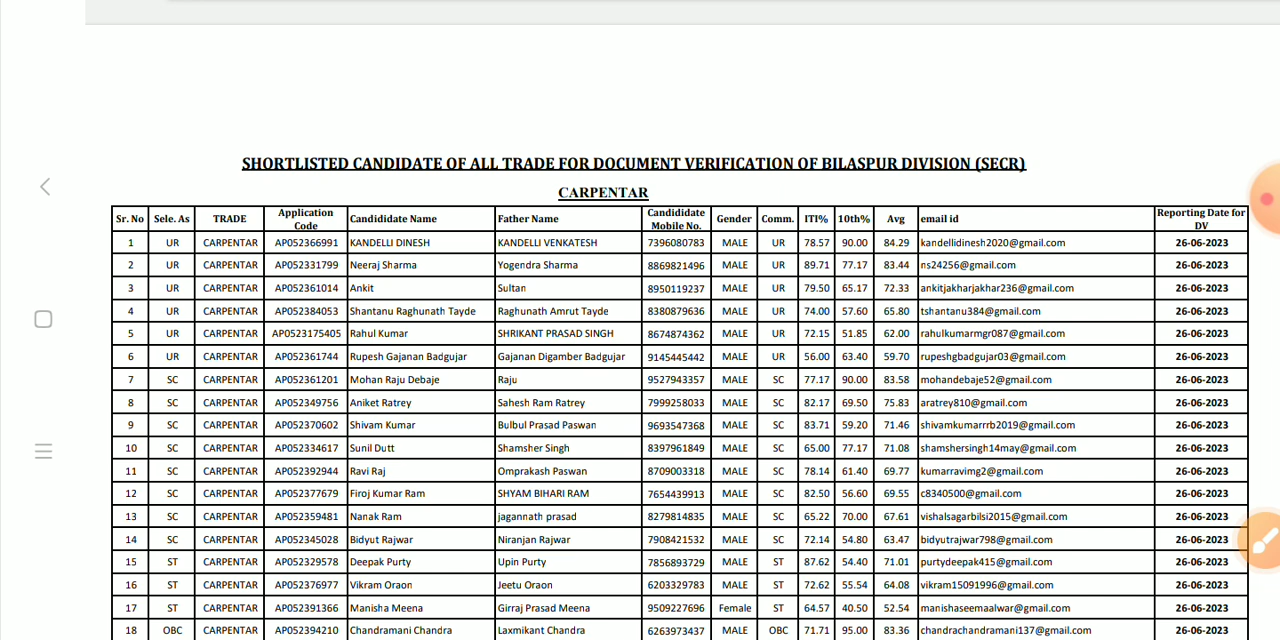 SHORTLISTED CANDIDATE OF ALL TRADE FOR DOCUMENT VERIFICATION OF BILASPUR DIVISION (SECR)
CARPENTAR
Sr. No Sele. As TRADE Application Code Candididate Name Father Name Candididate Mobile No. Gender Comm. ITI% 10th% Avg email id Reporting Date for DV
1 UR CARPENTAR AP052366991 KANDELLI DINESH KANDELLI VENKATESH 7396080783 MALE UR 78.57 90.00 84.29 kandellidinesh2020@gmail.com 26-06-2023
2 UR CARPENTAR AP052331799 Neeraj Sharma Yogendra Sharma 8869821496 MALE UR 89.71 77.17 83.44 ns24256@gmail.com 26-06-2023
3 UR CARPENTAR AP052361014 Ankit Sultan 8950119237 MALE UR 79.50 65.17 72.33 ankitjakharjakhar236@gmail.com 26-06-2023
4 UR CARPENTAR AP052384053 Shantanu Raghunath Tayde Raghunath Amrut Tayde 8380879636 MALE UR 74.00 57.60 65.80 tshantanu384@gmail.com 26-06-2023
5 UR CARPENTAR AP0523175405 Rahul Kumar SHRIKANT PRASAD SINGH 8674874362 MALE UR 72.15 51.85 62.00 rahulkumarmgr087@gmail.com 26-06-2023
6 UR CARPENTAR AP052361744 Rupesh Gajanan Badgujar Gajanan Digamber Badgujar 9145445442 MALE UR 56.00 63.40 59.70 rupeshgbadgujar03@gmail.com 26-06-2023
7 SC CARPENTAR AP052361201 Mohan Raju Debaje Raju 9527943357 MALE SC 77.17 90.00 83.58 mohandebaje52@gmail.com 26-06-2023
8 SC CARPENTAR AP052349756 Aniket Ratrey Sahesh Ram Ratrey 7999258033 MALE SC 82.17 69.50 75.83 aratrey810@gmail.com 26-06-2023
9 SC CARPENTAR AP052370602 Shivam Kumar Bulbul Prasad Paswan 9693547368 MALE SC 83.71 59.20 71.46 shivamkumarrrb2019@gmail.com 26-06-2023
10 SC CARPENTAR AP052334617 Sunil Dutt Shamsher Singh 8397961849 MALE SC 65.00 77.17 71.08 shamshersingh14may@gmail.com 26-06-2023
11 SC CARPENTAR AP052392944 Ravi Raj Omprakash Paswan 8709003318 MALE SC 78.14 61.40 69.77 kumarravimg2@gmail.com 26-06-2023
12 SC CARPENTAR AP052377679 Firoj Kumar Ram SHYAM BIHARI RAM 7654439913 MALE SC 82.50 56.60 69.55 c8340500@gmail.com 26-06-2023
13 SC CARPENTAR AP052359481 Nanak Ram jagannath prasad 8279814835 MALE SC 65.22 70.00 67.61 vishalsagarbilsi2015@gmail.com 26-06-2023
14 SC CARPENTAR AP052345028 Bidyut Rajwar Niranjan Rajwar 7908421532 MALE SC 72.14 54.80 63.47 bidyutrajwar798@gmail.com 26-06-2023
15 ST CARPENTAR AP052329578 Deepak Purty Upin Purty 7856893729 MALE ST 87.62 54.40 71.01 purtydeepak415@gmail.com 26-06-2023
16 ST CARPENTAR AP052376977 Vikram Oraon Jeetu Oraon 6203329783 MALE ST 72.62 55.54 64.08 vikram15091996@gmail.com 26-06-2023
17 ST CARPENTAR AP052391366 Manisha Meena Girraj Prasad Meena 9509227696 Female ST 64.57 40.50 52.54 manishaseemaalwar@gmail.com 26-06-2023
18 OBC CARPENTAR AP052394210 Chandramani Chandra Laxmikant Chandra 6263973437 MALE OBC 71.71 95.00 83.36 chandrachandramani137@gmail.com 26-06-2023